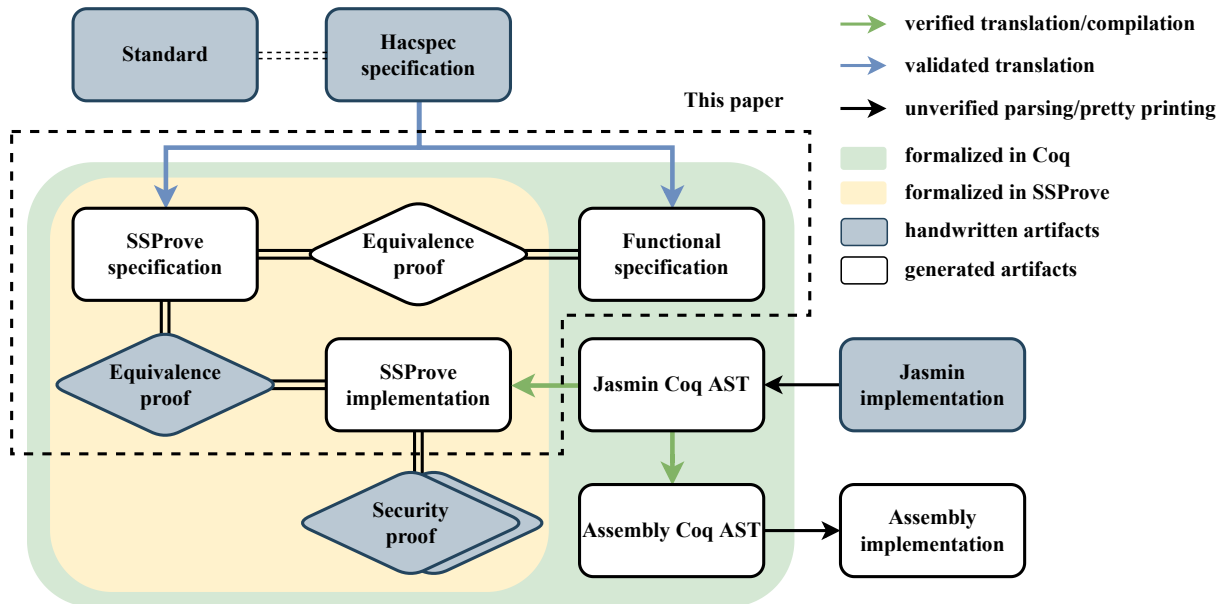 Standard
Hacspec
specification
This paper
verified translation/compilation
validated translation
unverified parsing/pretty printing
formalized in Coq
formalized in SSProve
handwritten artifacts
generated artifacts
SSProve
specification
Equivalence
proof
Functional
specification
Equivalence
proof
SSProve
implementation
Jasmin Coq AST
Jasmin
implementation
Security
proof
Assembly Coq AST
Assembly
implementation